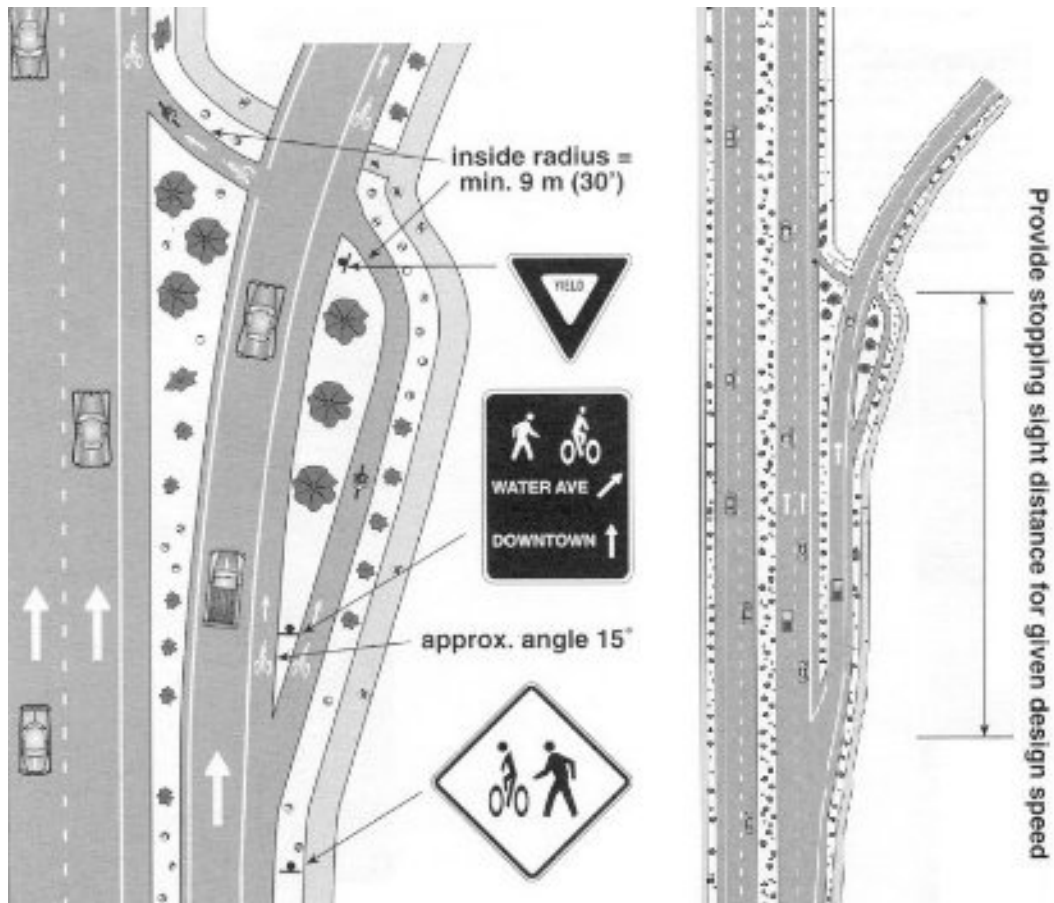 inside radius =
min. 9 m (30')
YIELD
WATER AVE
DOWNTOWN
approx. angle 15°
Provide stopping sight distance for given design speed